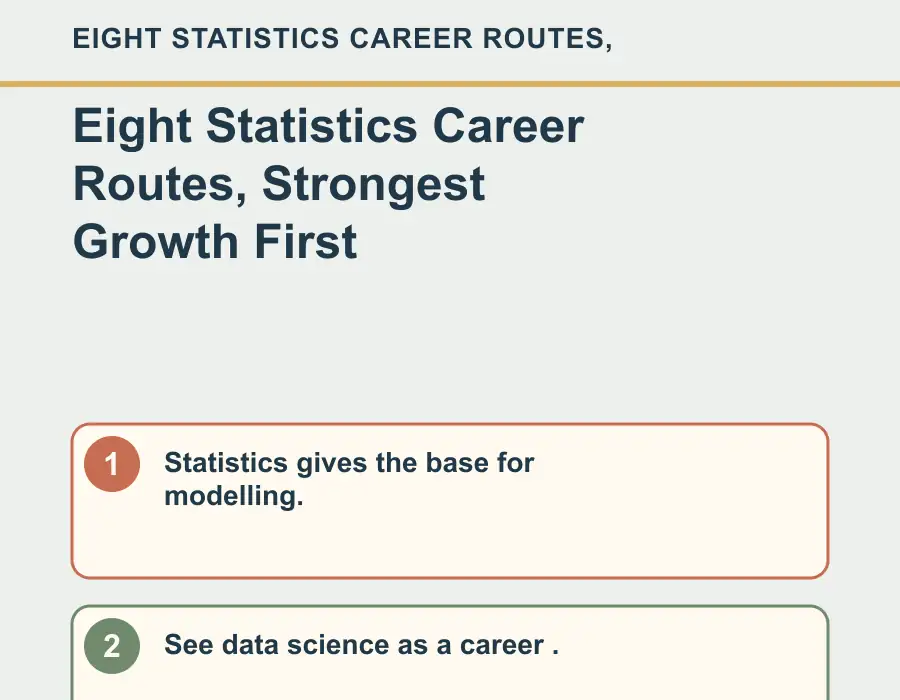 EIGHT STATISTICS CAREER ROUTES,
Eight Statistics Career
Routes, Strongest
Growth First
1
Statistics gives the base for
modelling.
2
See data science as a career .